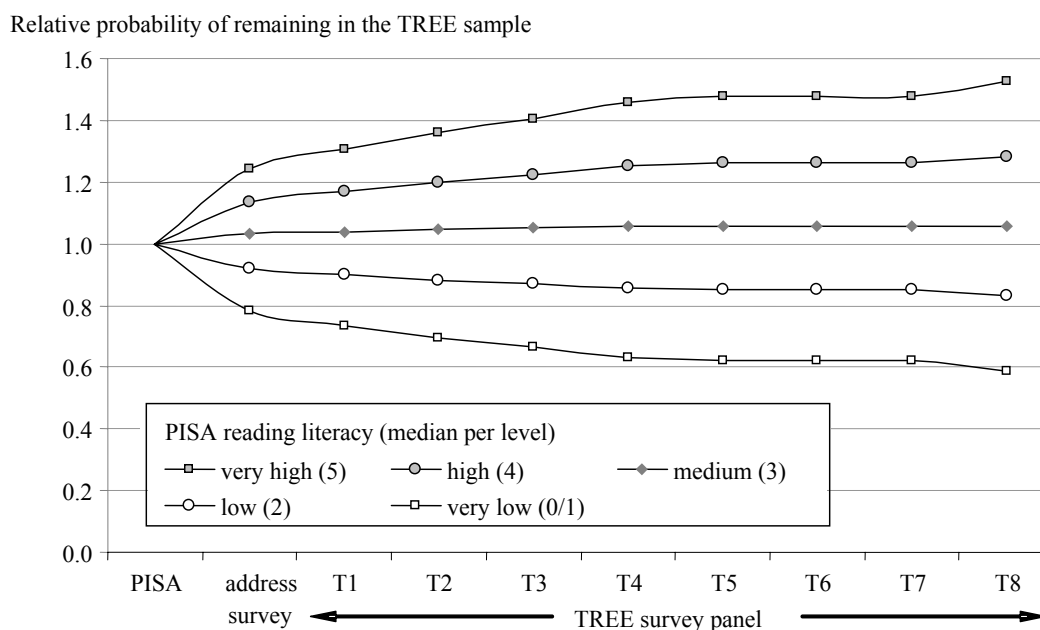 Relative probability of remaining in the TREE sample
1.6
1.4
1.2
1.0
0.8
0.6
0.4
0.2
0.0
PISA reading literacy (median per level)
very high (5) high (4) medium (3)
low (2) very low (0/1)
PISA address T1 T2 T3 T4 T5 T6 T7 T8
survey TREE survey panel